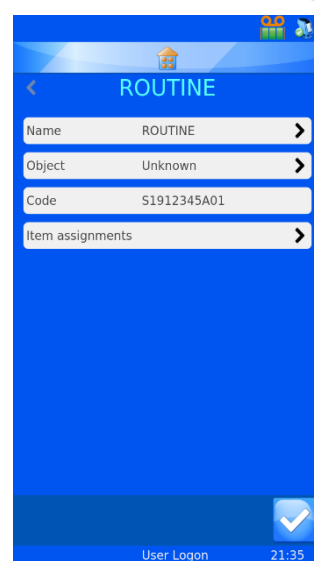 ROUTINE
Name ROUTINE
Object Unknown
Code S1912345A01
Item assignments
User Logon 21:35